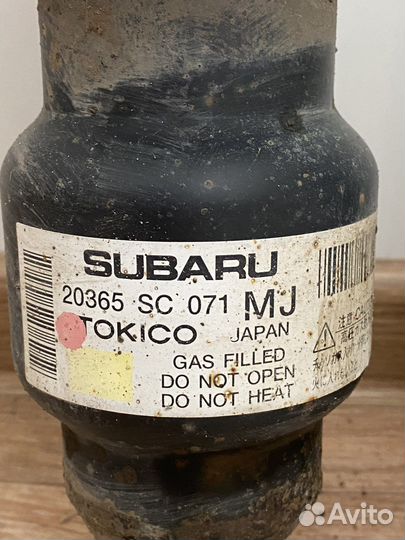 SUBARU
20365 SC 071 MJ
TOKICO JAPAN
GAS FILLED
DO NOT OPEN
DO NOT HEAT
Avito